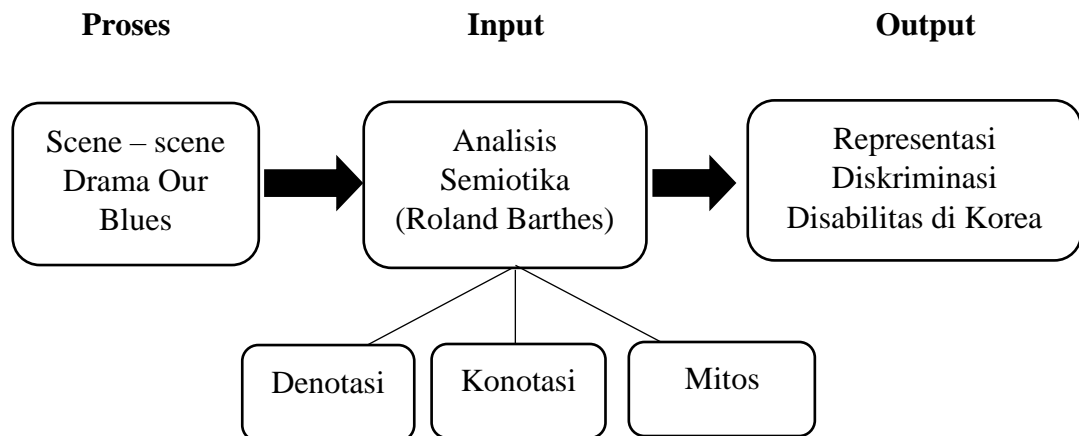 Proses
Input
Output
Scene – scene
Drama Our
Blues
Analisis
Semiotika
(Roland Barthes)
Representasi
Diskriminasi
Disabilitas di Korea
Denotasi
Konotasi
Mitos